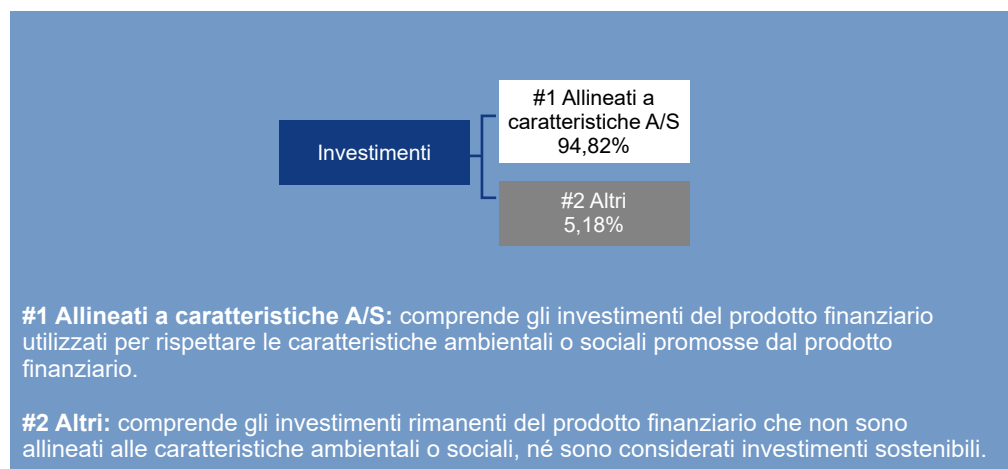 #1 Allineati a
caratteristiche A/S
94,82%
Investimenti
#2 Altri
5,18%
#1 Allineati a caratteristiche A/S: comprende gli investimenti del prodotto finanziario
utilizzati per rispettare le caratteristiche ambientali o sociali promosse dal prodotto
finanziario.
#2 Altri: comprende gli investimenti rimanenti del prodotto finanziario che non sono
allineati alle caratteristiche ambientali o sociali, né sono considerati investimenti sostenibili.